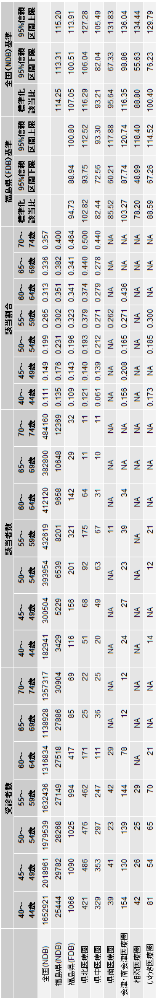 受診者数 該当者数 該当割合 福島県(FDB)基準 全国(NDB)基準
40～44歳 45～49歳 50～54歳 55～59歳 60～64歳 65～69歳 70～74歳 40～44歳 45～49歳 50～54歳 55～59歳 60～64歳 65～69歳 70～74歳 40～44歳 45～49歳 50～54歳 55～59歳 60～64歳 65～69歳 70～74歳 標準化該当比 95%信頼区間下限 95%信頼区間上限 標準化該当比 95%信頼区間下限 95%信頼区間上限
全国(NDB) 1652921 2018961 1979539 1632436 1316834 1138928 1357317 182941 300504 393954 432619 412120 382800 484160 0.111 0.149 0.199 0.265 0.313 0.336 0.357
福島県(NDB) 25444 29782 28268 27149 27518 27886 30904 3429 5229 6539 8201 9658 10648 12369 0.135 0.176 0.231 0.302 0.351 0.382 0.400 114.25 113.31 115.20
福島県(FDB) 1066 1090 1025 994 417 85 69 116 156 201 321 142 29 32 0.109 0.143 0.196 0.323 0.341 0.341 0.464 94.73 88.94 100.80 107.05 100.51 113.91
県北医療圏 421 486 476 462 171 25 22 51 68 92 175 64 11 11 0.121 0.140 0.193 0.379 0.374 0.440 0.500 102.82 93.75 112.52 116.29 106.04 127.28
県中医療圏 329 353 297 247 111 36 25 20 49 63 67 31 10 11 0.061 0.139 0.212 0.271 0.279 0.278 0.440 82.44 72.56 93.30 93.21 82.04 105.49
県南医療圏 39 41 23 42 29 NA NA NA NA NA 11 NA NA NA NA NA NA 0.262 NA NA NA 85.52 60.21 117.88 95.64 67.33 131.83
会津・南会津医療圏 154 130 139 144 78 12 12 24 27 23 39 34 NA NA 0.156 0.208 0.165 0.271 0.436 NA NA 103.27 87.74 120.74 116.35 98.86 136.04
相双医療圏 42 26 25 29 NA NA NA NA NA NA NA NA NA NA NA NA NA NA NA NA NA 78.20 48.99 118.40 88.80 55.63 134.44
いわき医療圏 81 54 65 70 21 NA NA 14 NA 12 21 NA NA NA 0.173 NA 0.185 0.300 NA NA NA 88.59 67.26 114.52 100.40 76.23 129.79